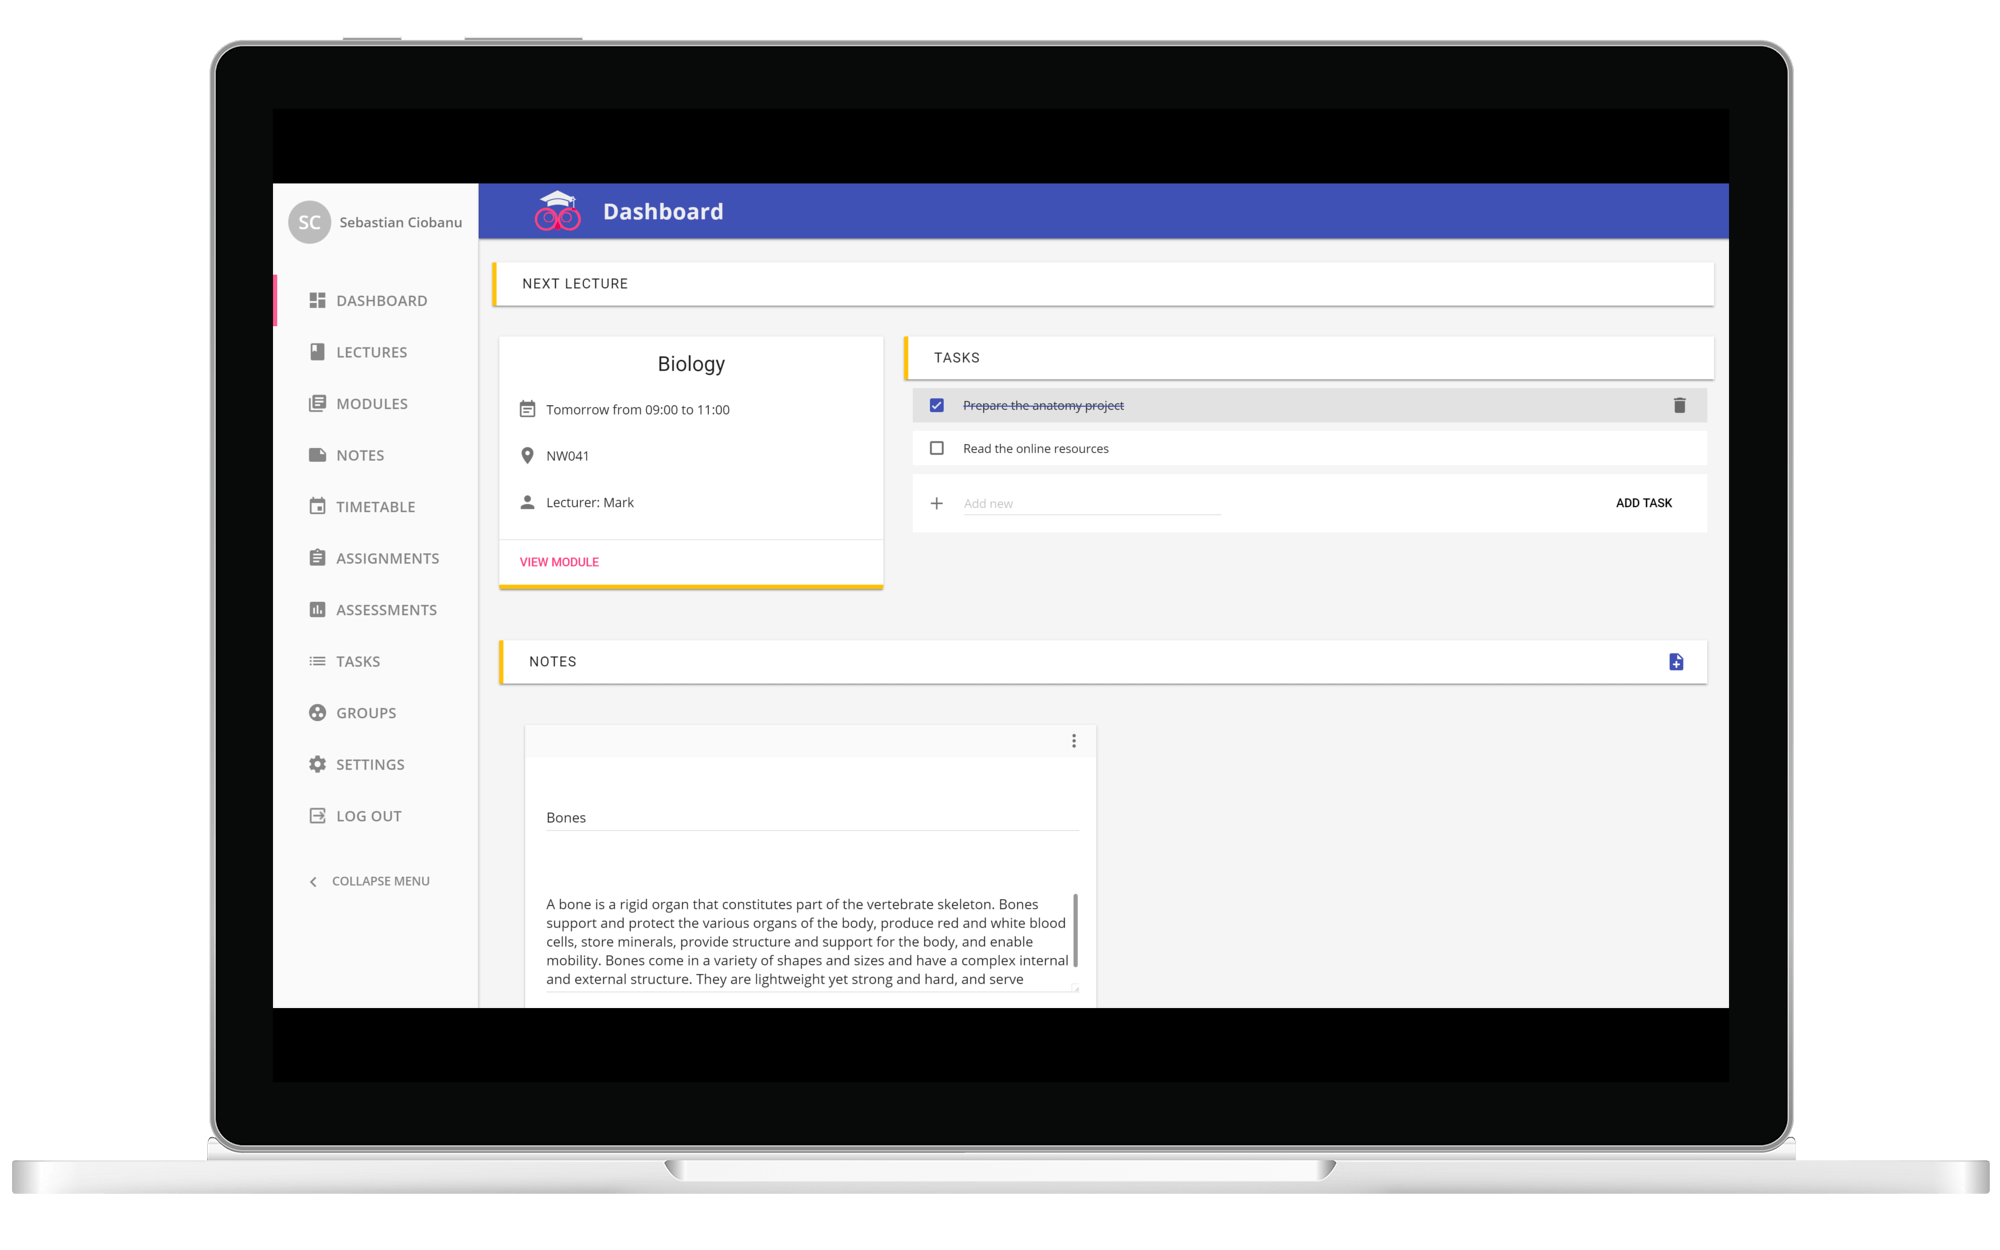 SC
Sebastian Ciobanu
DASHBOARD
LECTURES
MODULES
NOTES
TIMETABLE
ASSIGNMENTS
ASSESSMENTS
TASKS
GROUPS
SETTINGS
LOG OUT
COLLAPSE MENU
Dashboard
NEXT LECTURE
Biology
Tomorrow from 09:00 to 11:00
NW041
Lecturer: Mark
VIEW MODULE
TASKS
Prepare the anatomy project
Read the online resources
Add new
ADD TASK
NOTES
Bones
A bone is a rigid organ that constitutes part of the vertebrate skeleton. Bones
support and protect the various organs of the body, produce red and white blood
cells, store minerals, provide structure and support for the body, and enable
mobility. Bones come in a variety of shapes and sizes and have a complex internal
and external structure. They are lightweight yet strong and hard, and serve